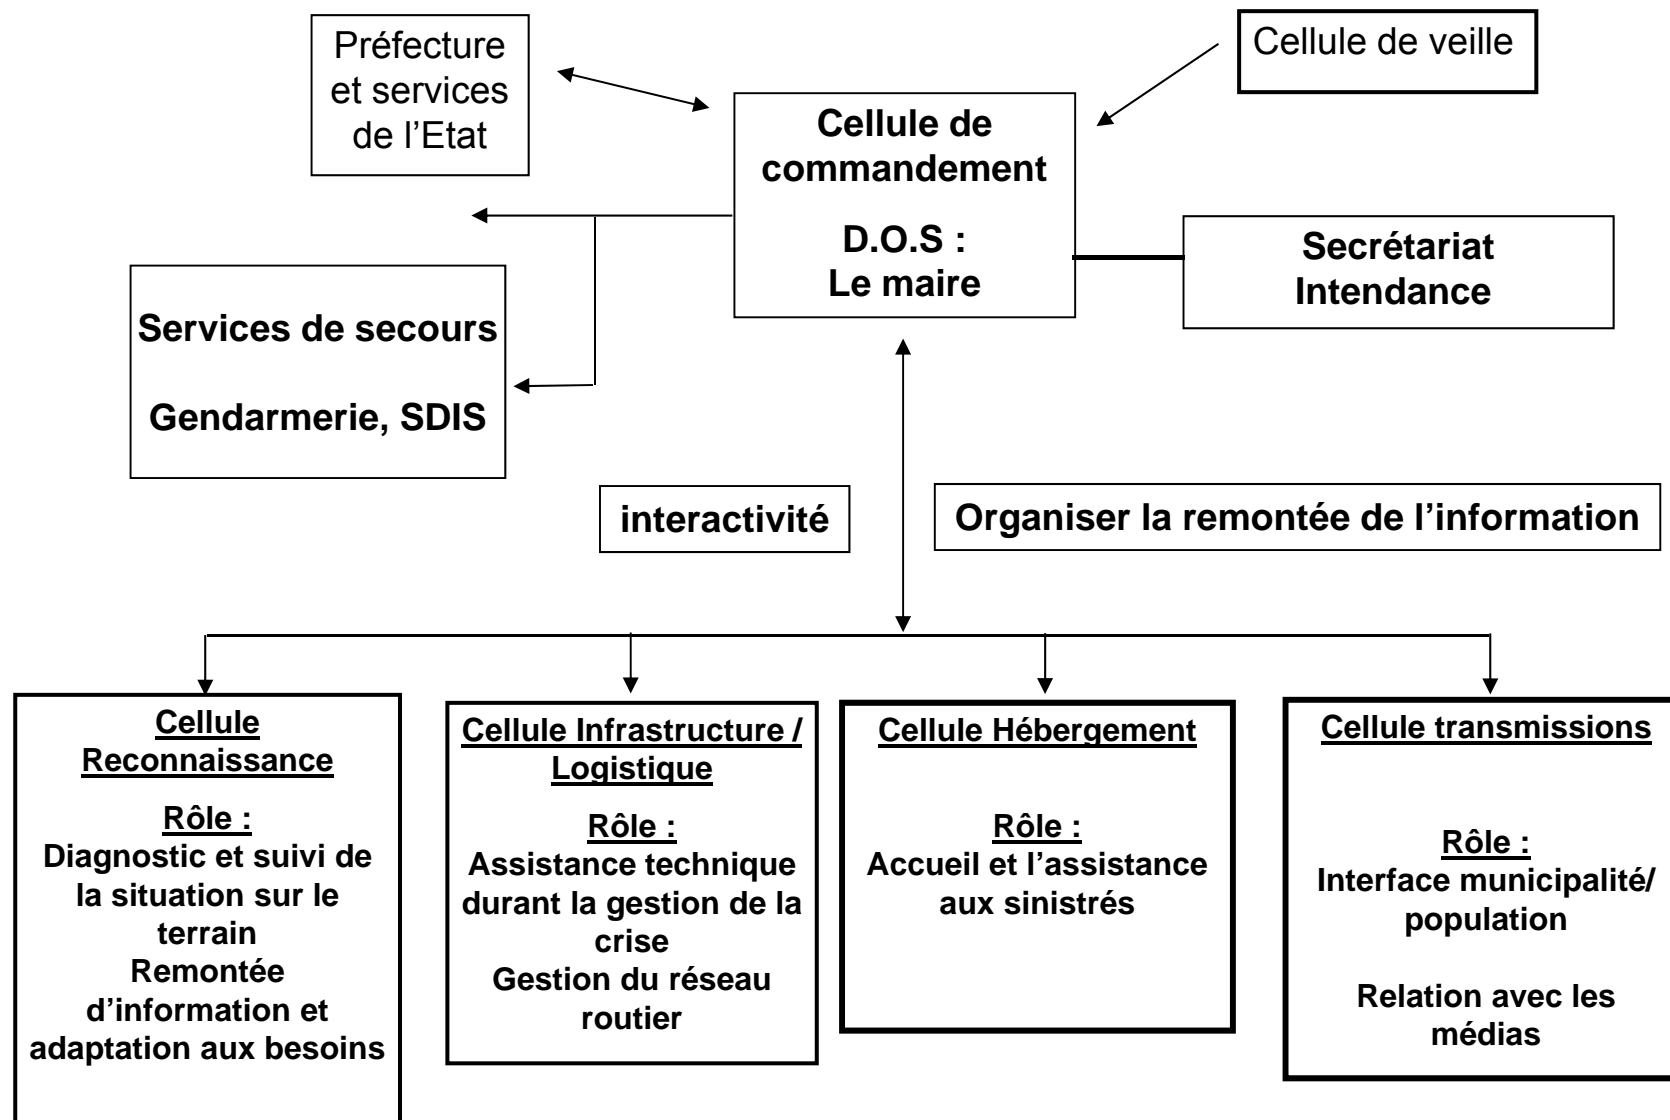 Préfecture
et services
de l’Etat
Cellule de veille
Cellule de
commandement
D.O.S :
Le maire
Secrétariat
Intendance
Services de secours
Gendarmerie, SDIS
interactivité
Organiser la remontée de l’information
Cellule
Reconnaissance
Rôle :
Diagnostic et suivi de
la situation sur le
terrain
Remontée
d’information et
adaptation aux besoins
Cellule Infrastructure /
Logistique
Rôle :
Assistance technique
durant la gestion de la
crise
Gestion du réseau
routier
Cellule Hébergement
Rôle :
Accueil et l’assistance
aux sinistrés
Cellule transmissions
Rôle :
Interface municipalité/
population
Relation avec les
médias